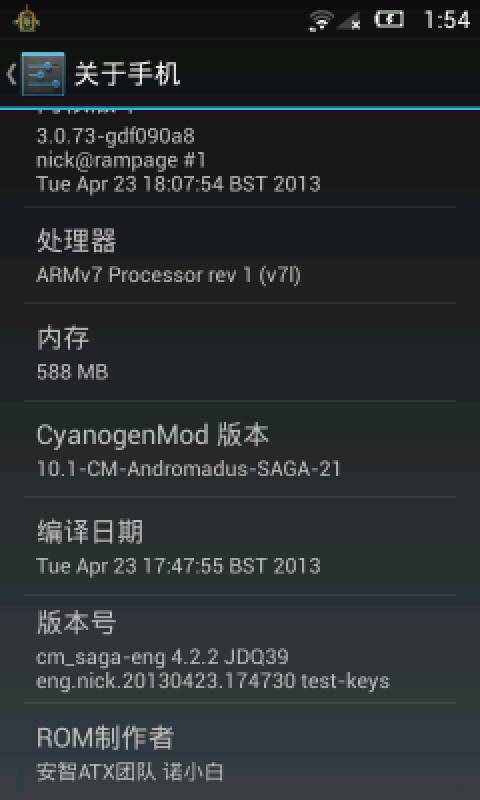 1:54
关于手机
3.0.73-gdf090a8
nick@rampage #1
Tue Apr 23 18:07:54 BST 2013
处理器
ARMv7 Processor rev 1 (v7l)
内存
588 MB
CyanogenMod 版本
10.1-CM-Andromadus-SAGA-21
编译日期
Tue Apr 23 17:47:55 BST 2013
版本号
cm_saga-eng 4.2.2 JDQ39
eng.nick.20130423.174730 test-keys
ROM制作者
安智ATX团队 诺小白